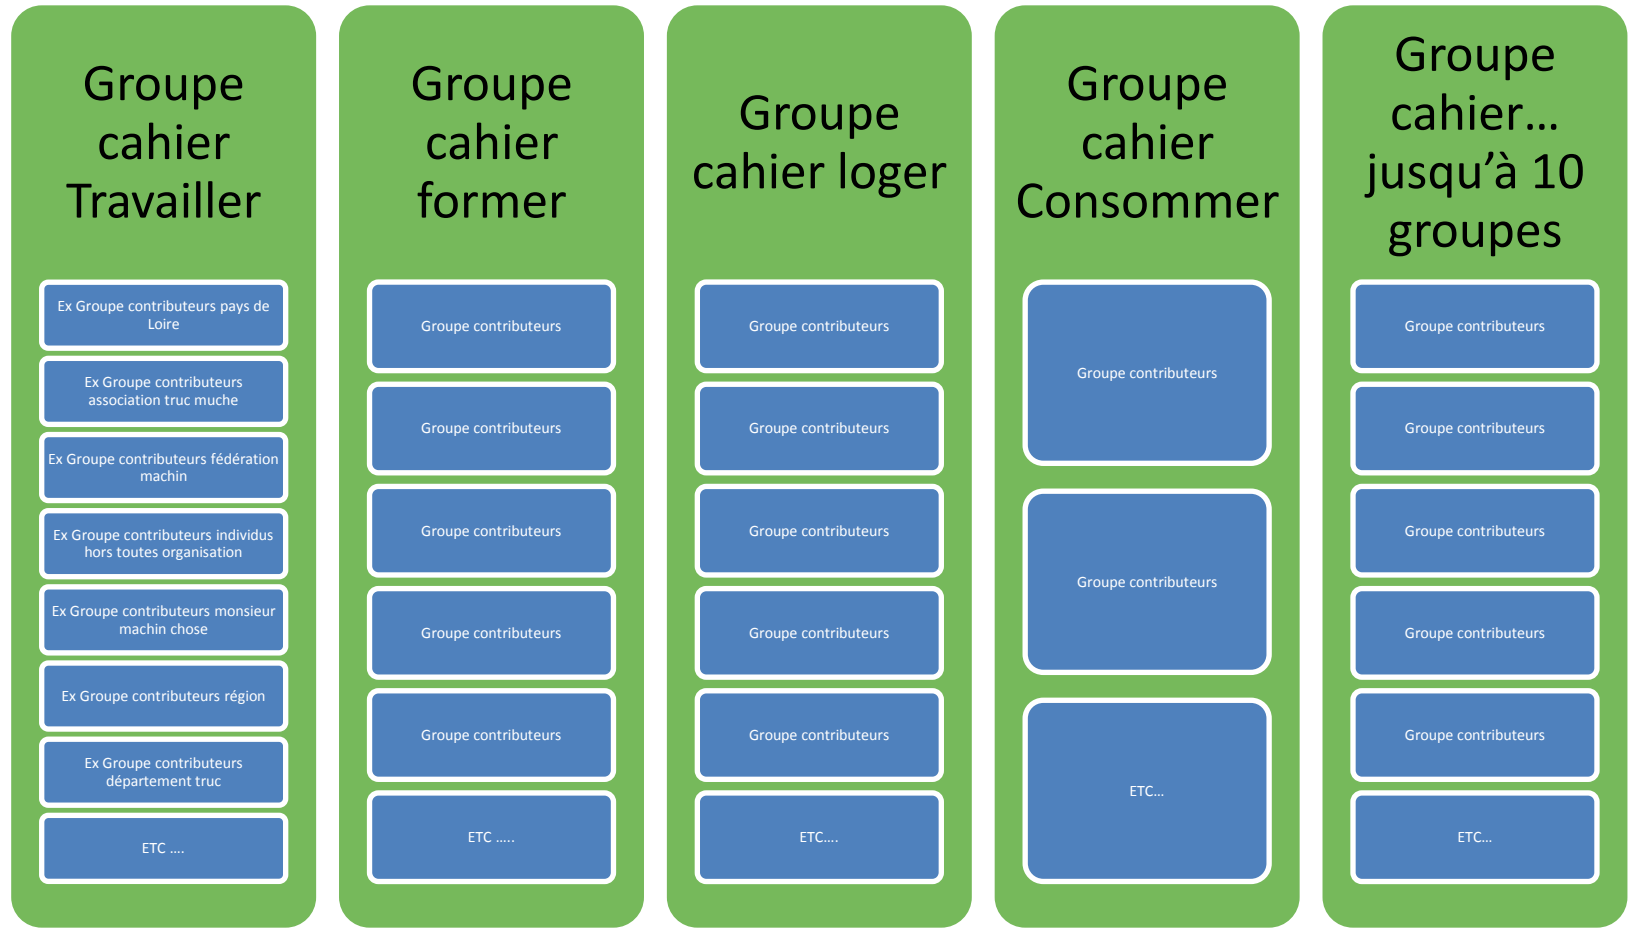 Groupe
cahier
Travailler
Ex Groupe contributeurs pays de
Loire
Ex Groupe contributeurs
association truc muche
Ex Groupe contributeurs fédération
machin
Ex Groupe contributeurs individus
hors toutes organisation
Ex Groupe contributeurs monsieur
machin chose
Ex Groupe contributeurs région
Ex Groupe contributeurs
département truc
ETC ....
Groupe
cahier
former
Groupe contributeurs
Groupe contributeurs
Groupe contributeurs
Groupe contributeurs
Groupe contributeurs
ETC .....
Groupe
cahier loger
Groupe contributeurs
Groupe contributeurs
Groupe contributeurs
Groupe contributeurs
Groupe contributeurs
ETC....
Groupe
cahier
Consommer
Groupe contributeurs
Groupe contributeurs
ETC...
Groupe
cahier...
jusqu’à 10
groupes
Groupe contributeurs
Groupe contributeurs
Groupe contributeurs
Groupe contributeurs
Groupe contributeurs
ETC...